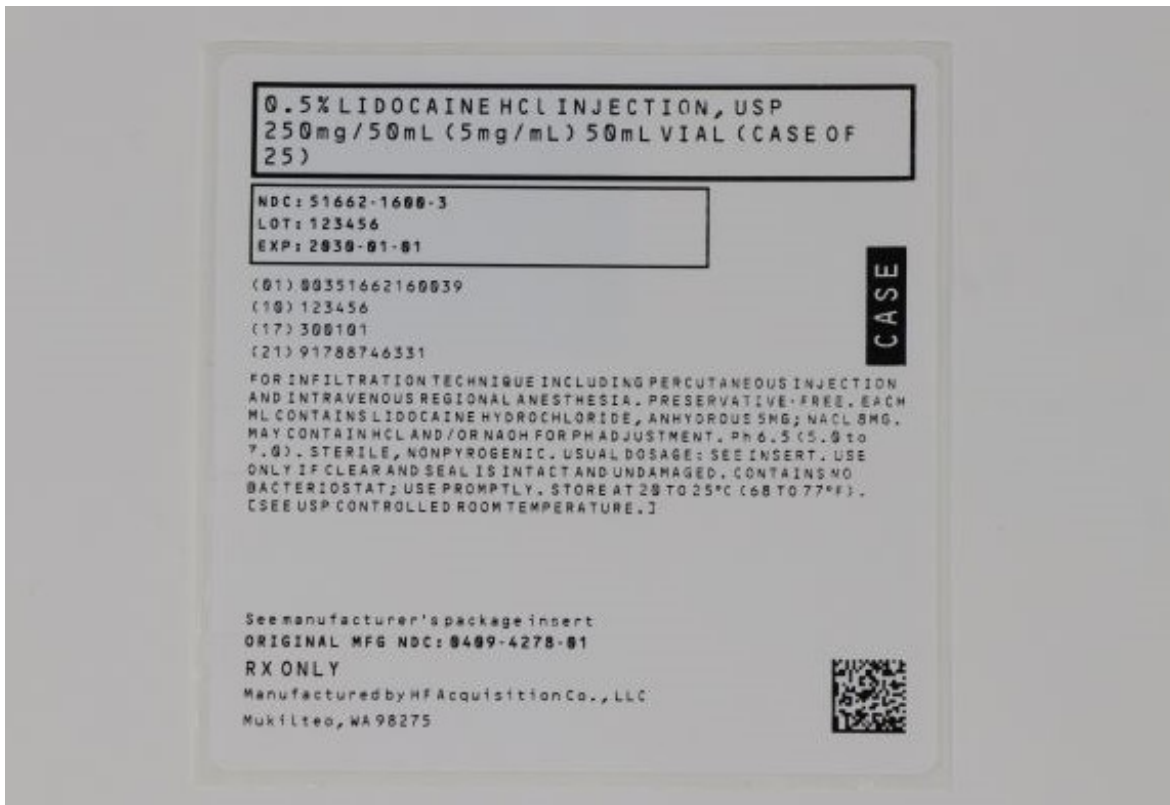 0.5% LIDOCAINE HCl INJECTION, USP
250mg/50mL (5mg/mL) 50mL VIAL (CASE OF
25)
NDC: 51662-1600-3
LOT: 123456
EXP: 2030-01-01
CASE
(01) 00351662160039
(10) 123456
(17) 300101
(21) 91788746331
FOR INFILTRATION TECHNIQUE INCLUDING PERCUTANEOUS INJECTION
AND INTRAVENOUS REGIONAL ANESTHESIA. PRESERVATIVE-FREE. EACH
ML CONTAINS LIDOCAINE HYDROCHLORIDE, ANHYDROUS 5MG; NACL 8MG.
MAY CONTAIN HCL AND/OR NAOH FOR PH ADJUSTMENT. Ph 6.5 (5.0 to
7.0). STERILE, NONPYROGENIC. USUAL DOSAGE: SEE INSERT. USE
ONLY IF CLEAR AND SEAL IS INTACT AND UNDAMAGED. CONTAINS NO
BACTERIOSTAT; USE PROMPTLY. STORE AT 20 TO 25°C (68 TO 77°F).
[SEE USP CONTROLLED ROOM TEMPERATURE.]
See manufacturer's package insert
ORIGINAL MFG NDC: 0409-4278-01
RX ONLY
Manufactured by HF Acquisition Co., LLC
Mukilteo, WA 98275